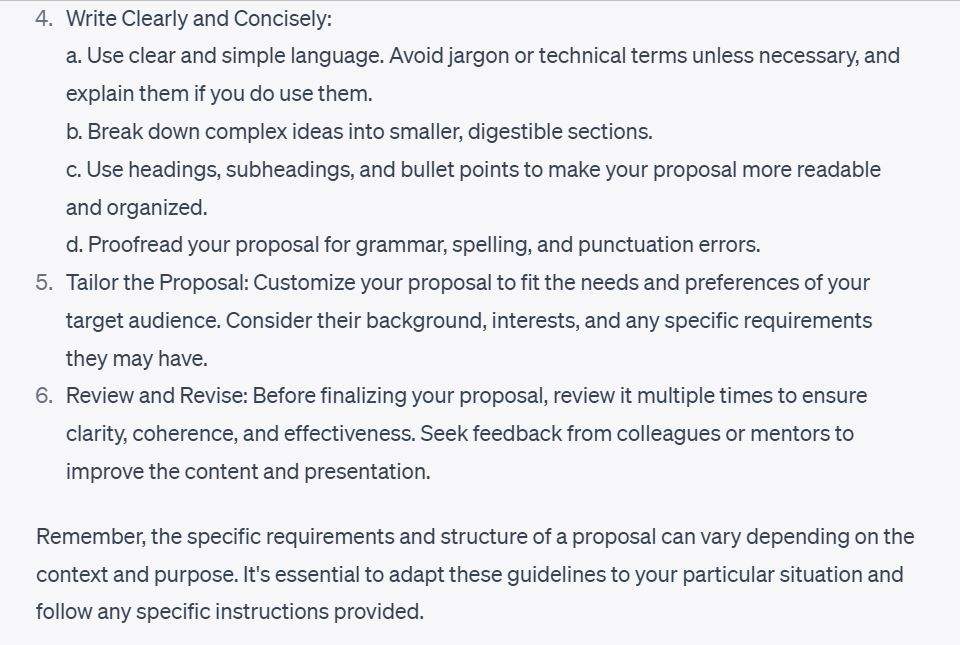 4. Write Clearly and Concisely:
a. Use clear and simple language. Avoid jargon or technical terms unless necessary, and
explain them if you do use them.
b. Break down complex ideas into smaller, digestible sections.
c. Use headings, subheadings, and bullet points to make your proposal more readable
and organized.
d. Proofread your proposal for grammar, spelling, and punctuation errors.
5. Tailor the Proposal: Customize your proposal to fit the needs and preferences of your
target audience. Consider their background, interests, and any specific requirements
they may have.
6. Review and Revise: Before finalizing your proposal, review it multiple times to ensure
clarity, coherence, and effectiveness. Seek feedback from colleagues or mentors to
improve the content and presentation.
Remember, the specific requirements and structure of a proposal can vary depending on the
context and purpose. It's essential to adapt these guidelines to your particular situation and
follow any specific instructions provided.